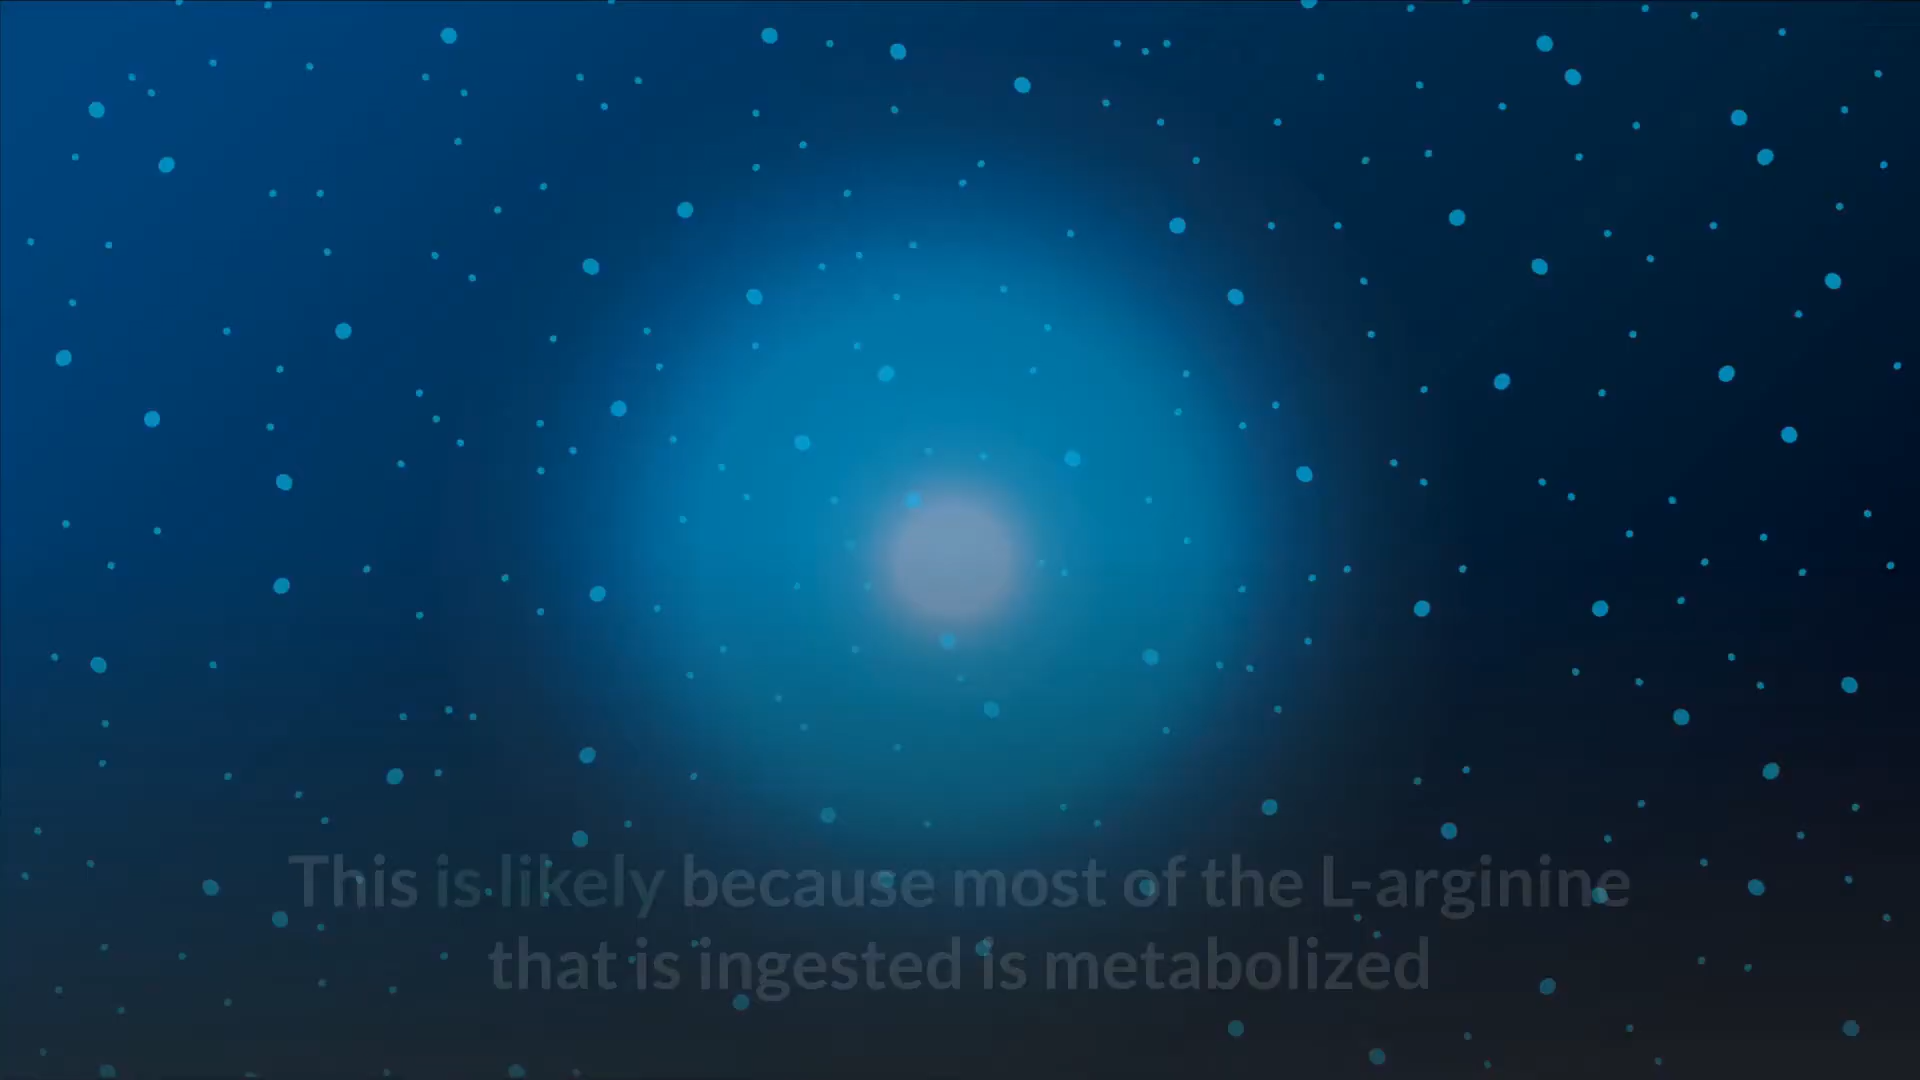 This is likely because most of the L-arginine
that is ingested is metabolized